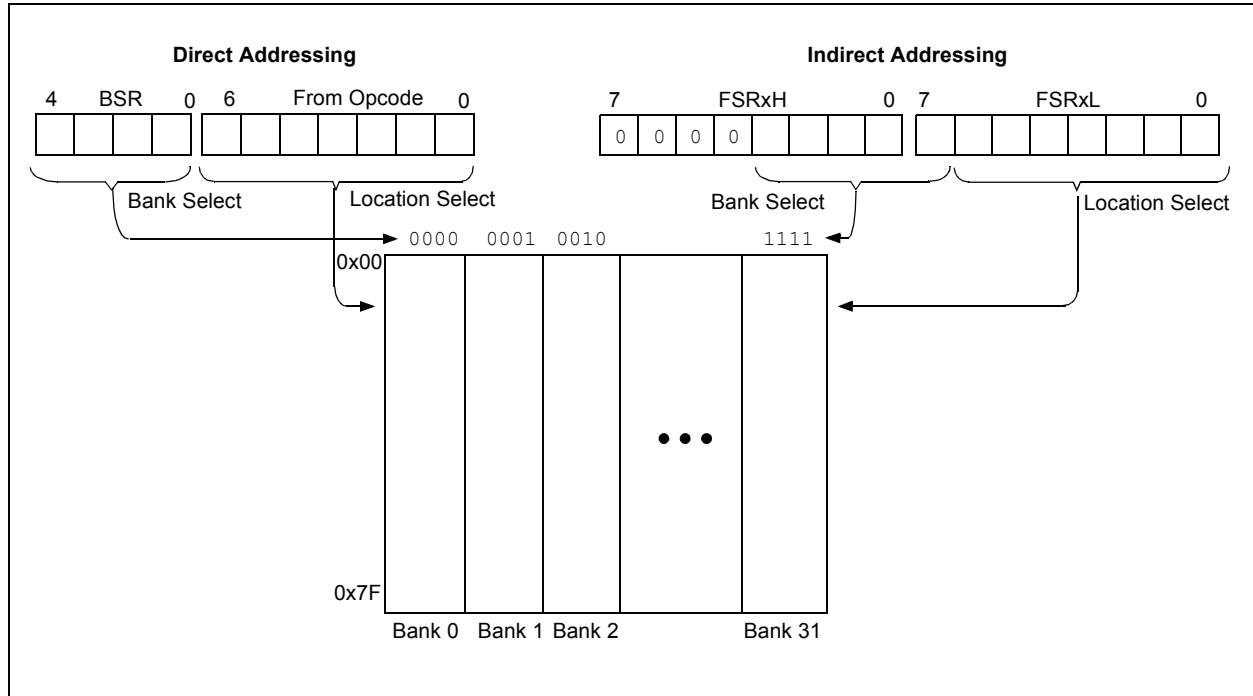 Direct Addressing
Indirect Addressing
4 BSR 0 6 From Opcode 0
7 FSRxH 0 7 FSRxL 0
0 0 0 0
Bank Select
Location Select
Bank Select
Location Select
0000 0001 0010 1111
0x00
0x7F
Bank 0 Bank 1 Bank 2 Bank 31